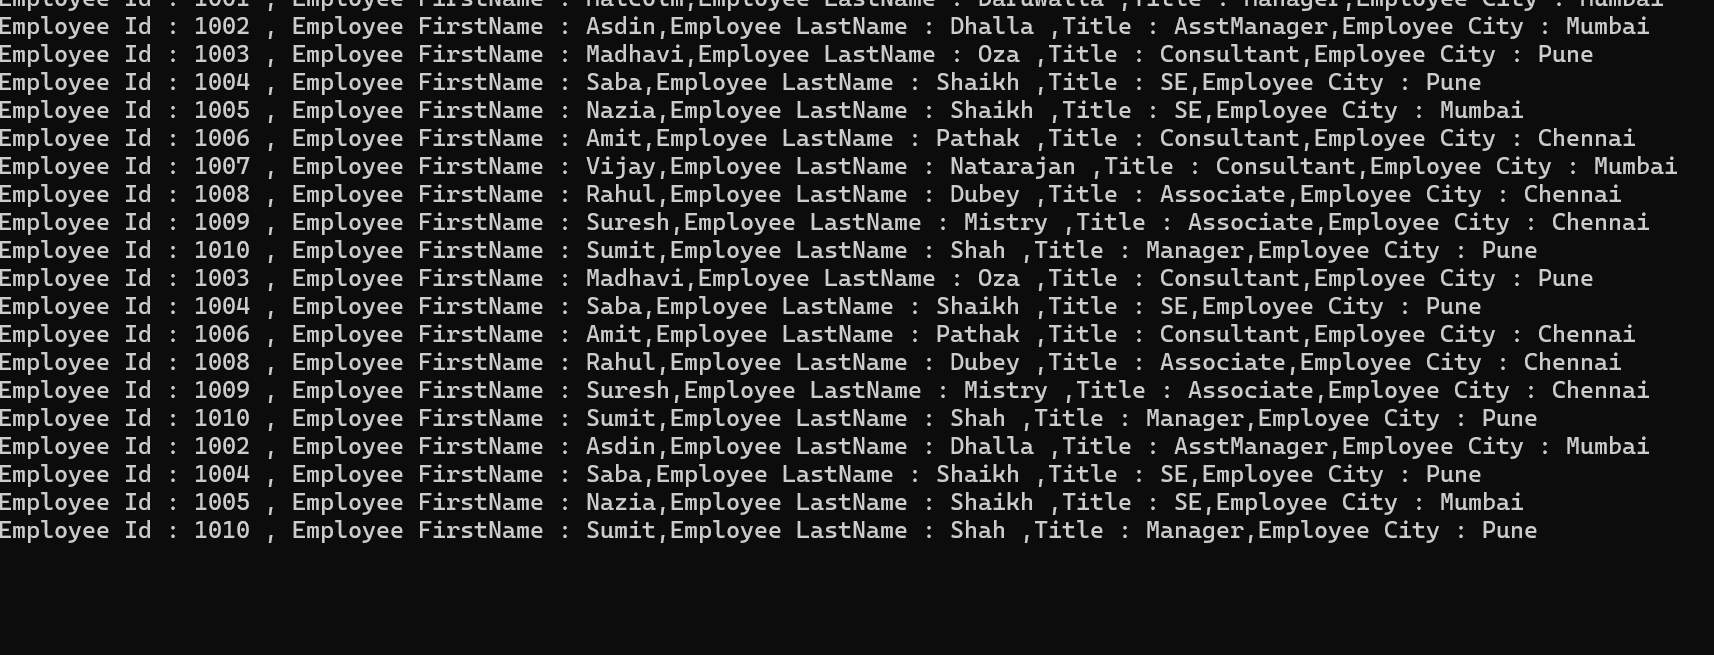 Employee Id : 1001 , Employee FirstName : Malcolm,Employee LastName : Daruwalla ,Title : Manager,Employee City : Mumbai
Employee Id : 1002 , Employee FirstName : Asdin,Employee LastName : Dhalla ,Title : AsstManager,Employee City : Mumbai
Employee Id : 1003 , Employee FirstName : Madhavi,Employee LastName : Oza ,Title : Consultant,Employee City : Pune
Employee Id : 1004 , Employee FirstName : Saba,Employee LastName : Shaikh ,Title : SE,Employee City : Pune
Employee Id : 1005 , Employee FirstName : Nazia,Employee LastName : Shaikh ,Title : SE,Employee City : Mumbai
Employee Id : 1006 , Employee FirstName : Amit,Employee LastName : Pathak ,Title : Consultant,Employee City : Chennai
Employee Id : 1007 , Employee FirstName : Vijay,Employee LastName : Natarajan ,Title : Consultant,Employee City : Mumbai
Employee Id : 1008 , Employee FirstName : Rahul,Employee LastName : Dubey ,Title : Associate,Employee City : Chennai
Employee Id : 1009 , Employee FirstName : Suresh,Employee LastName : Mistry ,Title : Associate,Employee City : Chennai
Employee Id : 1010 , Employee FirstName : Sumit,Employee LastName : Shah ,Title : Manager,Employee City : Pune
Employee Id : 1003 , Employee FirstName : Madhavi,Employee LastName : Oza ,Title : Consultant,Employee City : Pune
Employee Id : 1004 , Employee FirstName : Saba,Employee LastName : Shaikh ,Title : SE,Employee City : Pune
Employee Id : 1006 , Employee FirstName : Amit,Employee LastName : Pathak ,Title : Consultant,Employee City : Chennai
Employee Id : 1008 , Employee FirstName : Rahul,Employee LastName : Dubey ,Title : Associate,Employee City : Chennai
Employee Id : 1009 , Employee FirstName : Suresh,Employee LastName : Mistry ,Title : Associate,Employee City : Chennai
Employee Id : 1010 , Employee FirstName : Sumit,Employee LastName : Shah ,Title : Manager,Employee City : Pune
Employee Id : 1002 , Employee FirstName : Asdin,Employee LastName : Dhalla ,Title : AsstManager,Employee City : Mumbai
Employee Id : 1004 , Employee FirstName : Saba,Employee LastName : Shaikh ,Title : SE,Employee City : Pune
Employee Id : 1005 , Employee FirstName : Nazia,Employee LastName : Shaikh ,Title : SE,Employee City : Mumbai
Employee Id : 1010 , Employee FirstName : Sumit,Employee LastName : Shah ,Title : Manager,Employee City : Pune